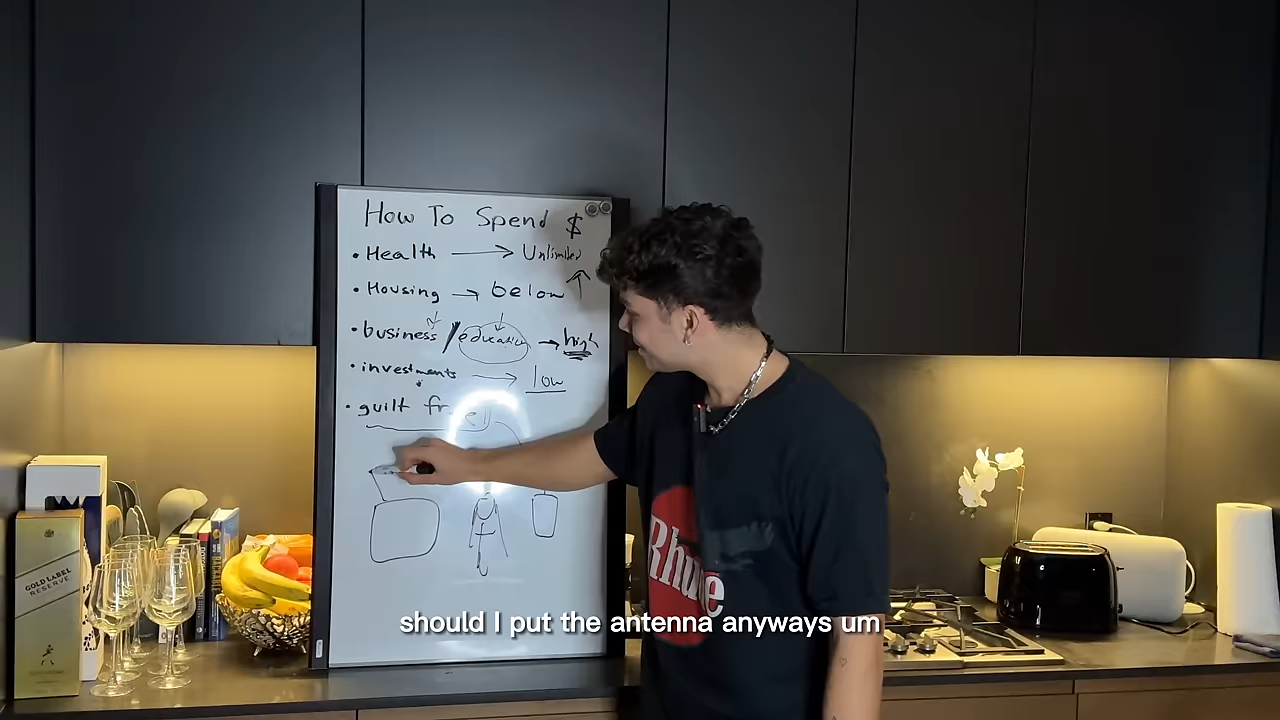 How To Spend $
• Health → Unlimited
• Housing → below ↑
• business / education → high
• investments → low
• guilt free
GOLD LABEL
RESERVE
Rhude
should I put the antenna anyways um